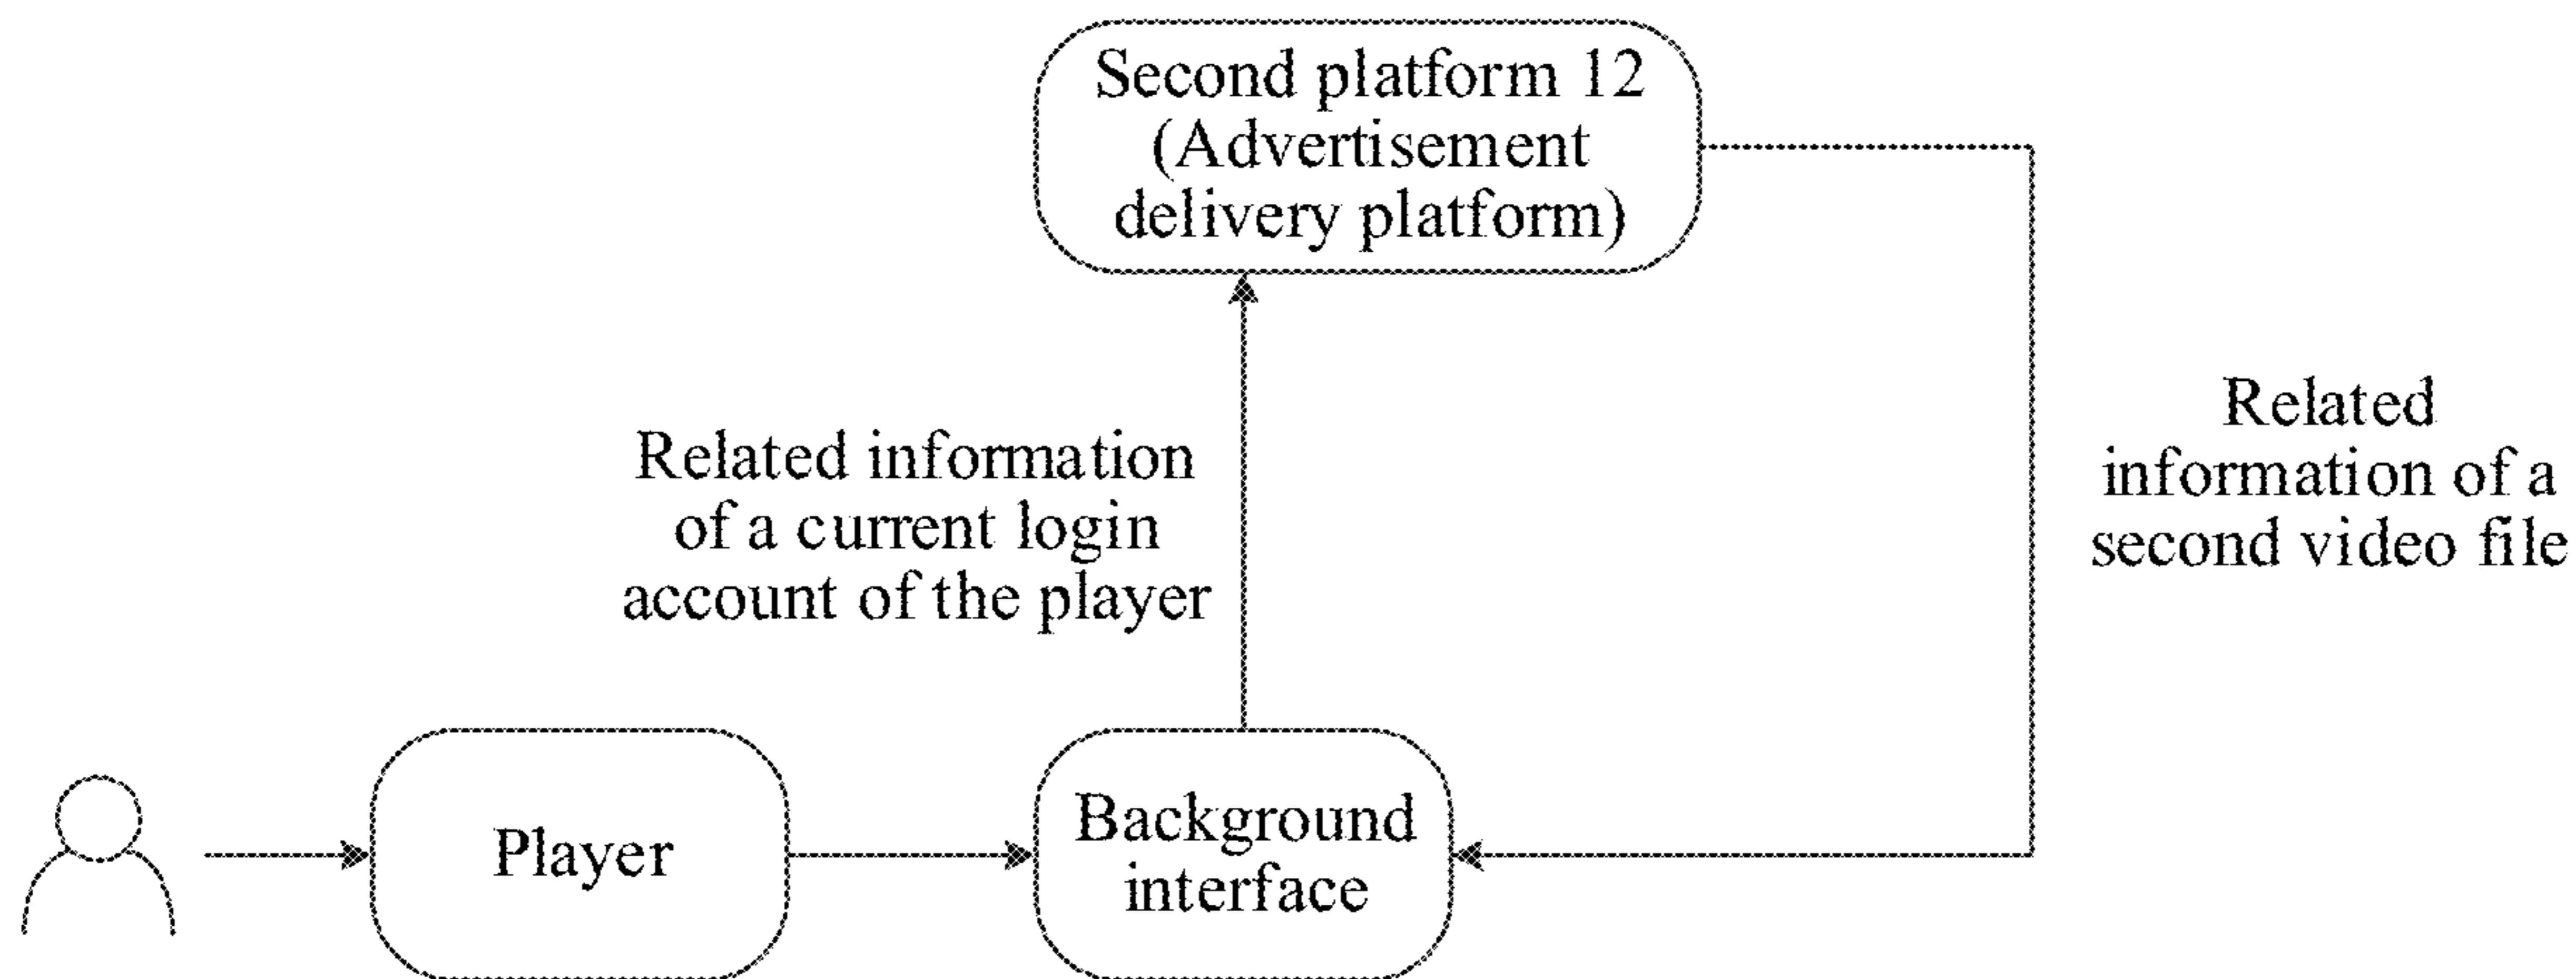 Second platform 12
(Advertisement
delivery platform)
Related information
of a current login
account of the player
Related
information of a
second video file
Player
Background
interface